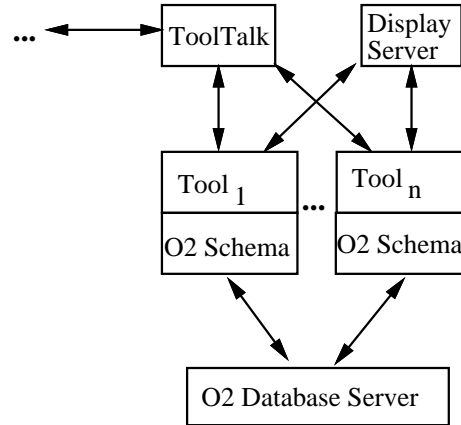 ... ToolTalk Display Server
Tool 1 ... Tool n
O2 Schema O2 Schema
O2 Database Server